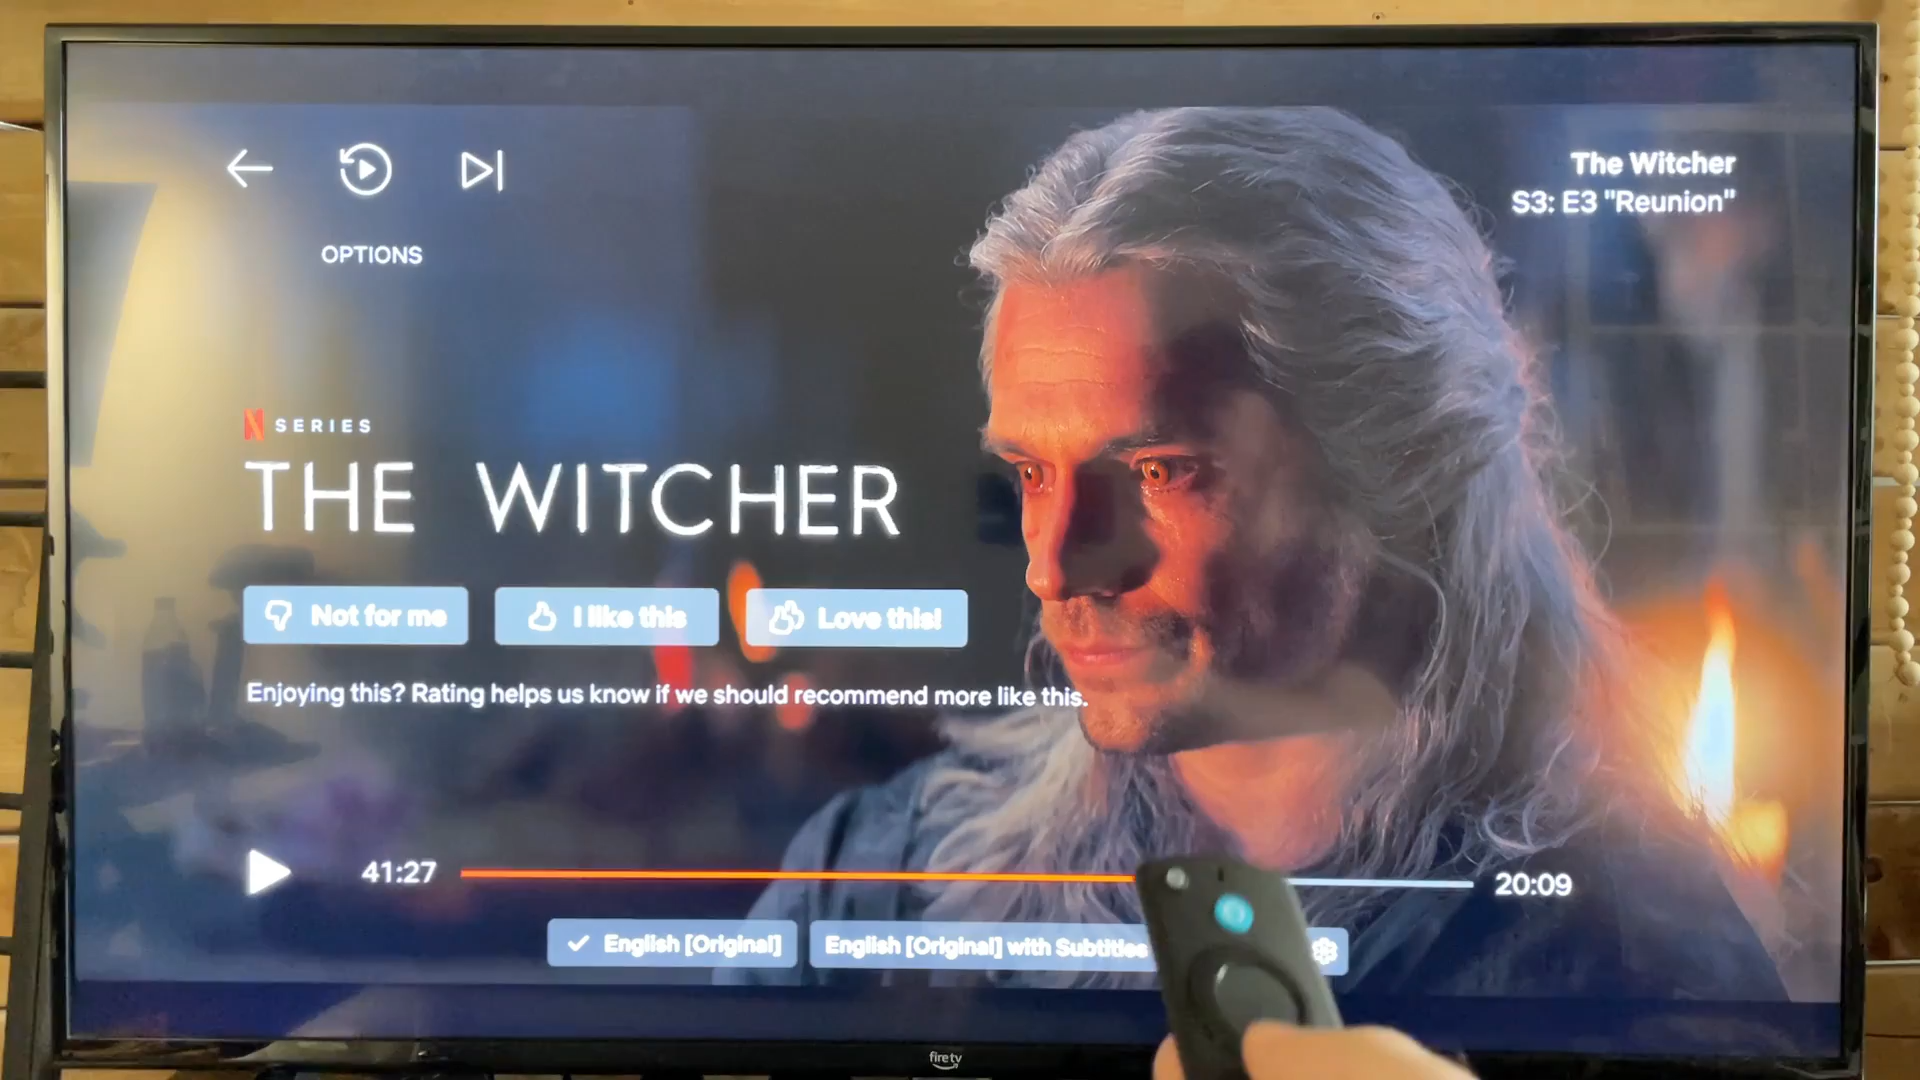 The Witcher
S3: E3 "Reunion"
OPTIONS
N SERIES
THE WITCHER
Not for me
I like this
Love this!
Enjoying this? Rating helps us know if we should recommend more like this.
41:27
20:09
English [Original]
English [Original] with Subtitles
fire tv